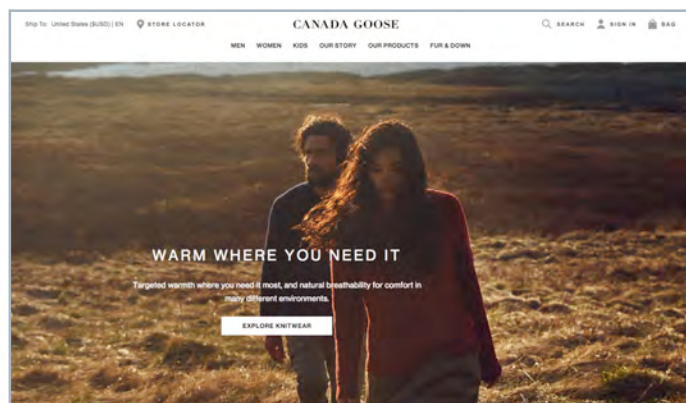 Ship To: United States ($USD) | EN STORE LOCATOR CANADA GOOSE SEARCH SIGN IN BAG
MEN WOMEN KIDS OUR STORY OUR PRODUCTS FUR & DOWN
WARM WHERE YOU NEED IT
Targeted warmth where you need it most, and natural breathability for comfort in
many different environments.
EXPLORE KNITWEAR